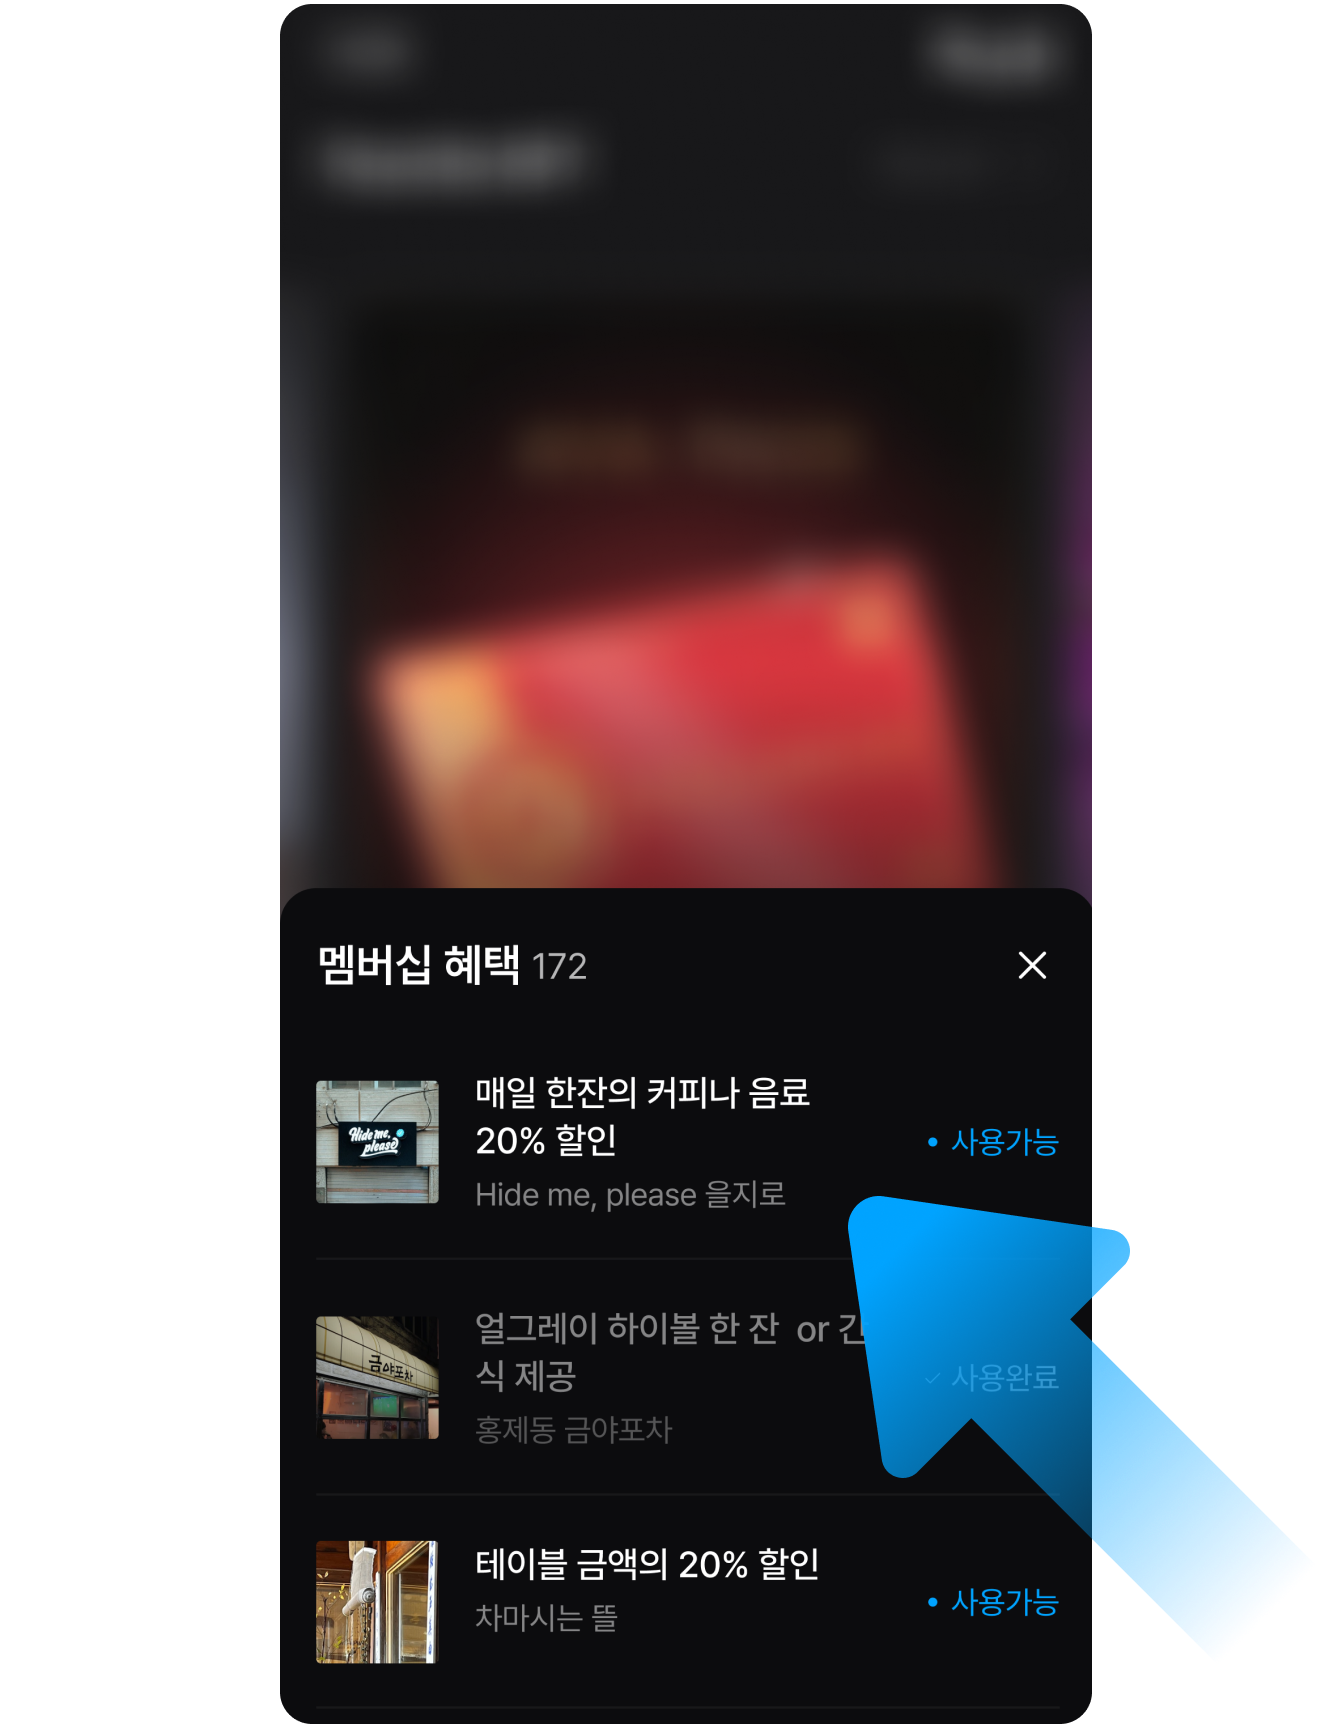 멤버십 혜택 172
매일 한잔의 커피나 음료
20% 할인
Hide me, please 을지로
사용가능
Hide me,
please
얼그레이 하이볼 한 잔 or 간
식 제공
홍제동 금야포차
사용완료
금야포차
테이블 금액의 20% 할인
차마시는 뜰
사용가능